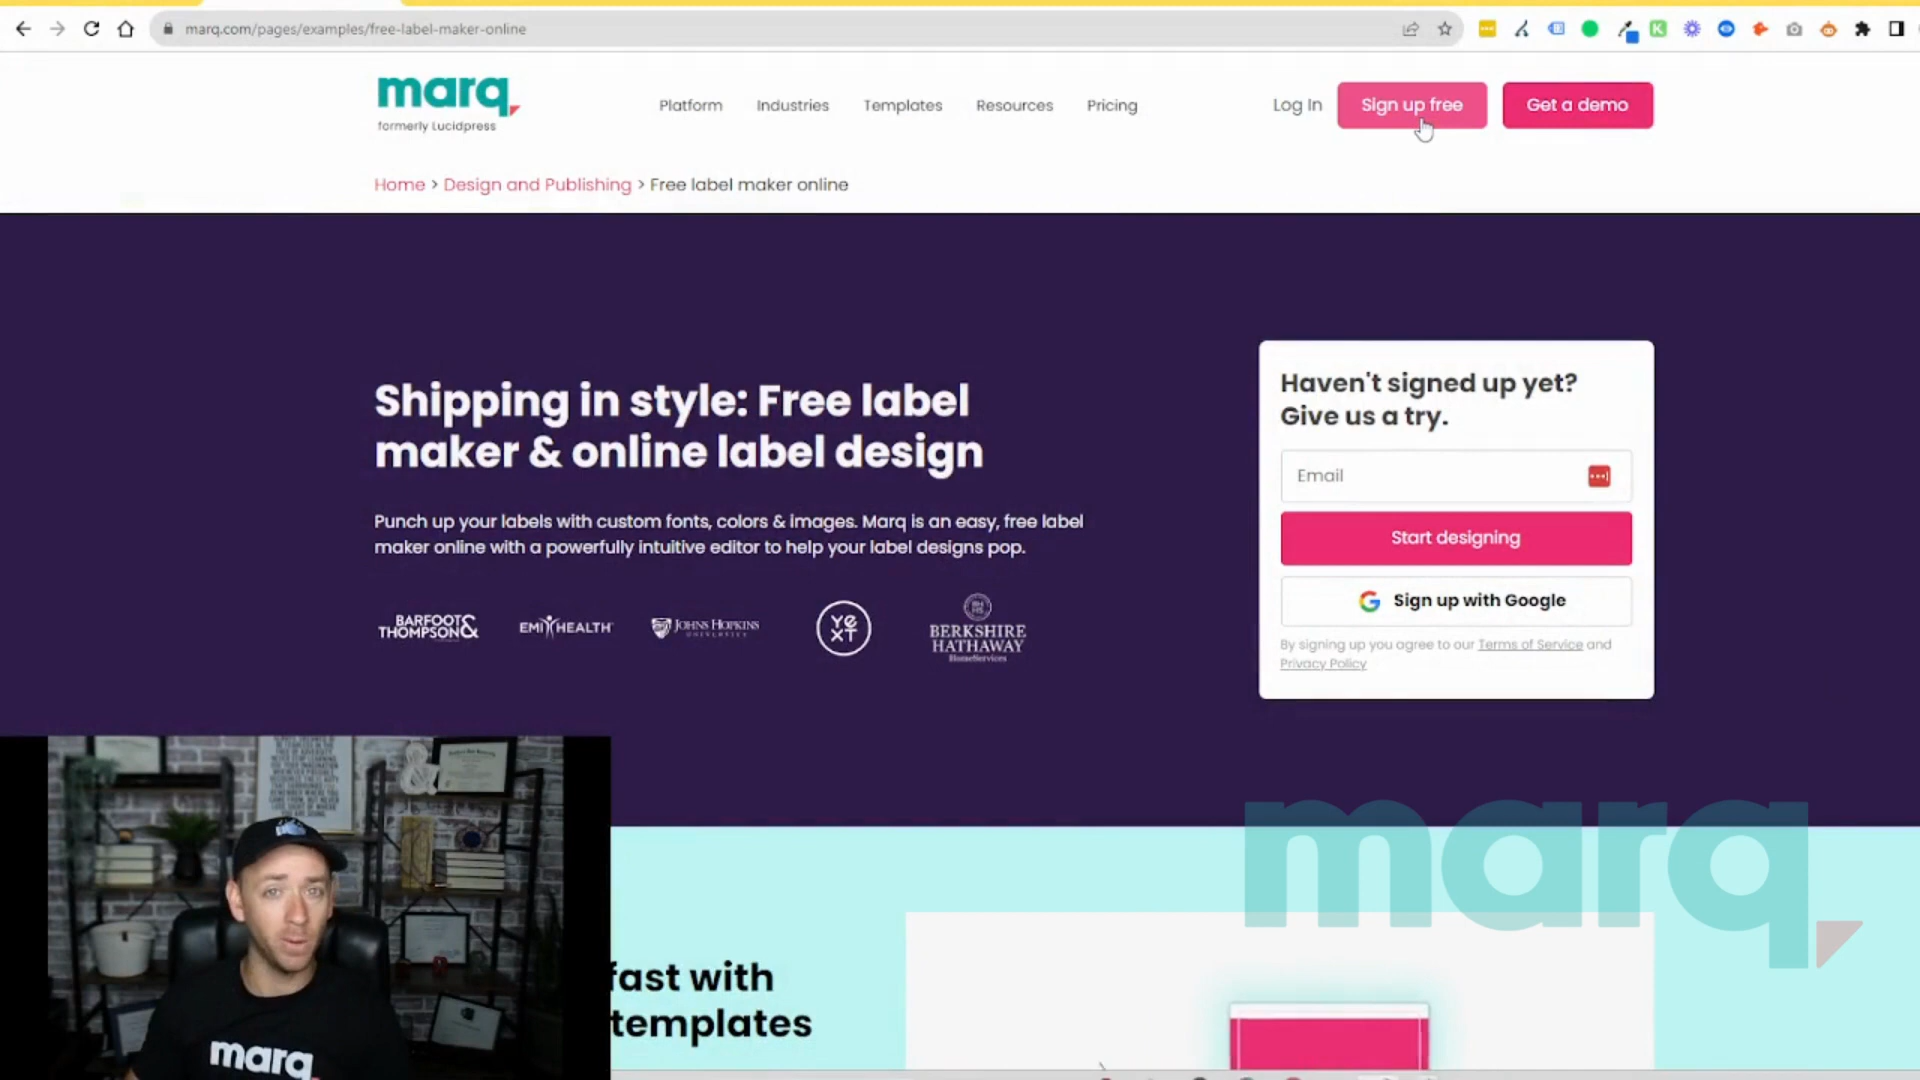 marq.com/pages/examples/free-label-maker-online
marq
formerly Lucidpress
Platform
Industries
Templates
Resources
Pricing
Log In
Sign up free
Get a demo
Home > Design and Publishing > Free label maker online
Shipping in style: Free label
maker & online label design
Punch up your labels with custom fonts, colors & images. Marq is an easy, free label
maker online with a powerfully intuitive editor to help your label designs pop.
BARFOOT&
THOMPSON
EMI HEALTH
JOHNS HOPKINS
UNIVERSITY
YEXT
BERKSHIRE
HATHAWAY
HomeServices
Haven't signed up yet?
Give us a try.
Email
Start designing
Sign up with Google
By signing up you agree to our Terms of Service and
Privacy Policy
fast with
templates
marq
marq